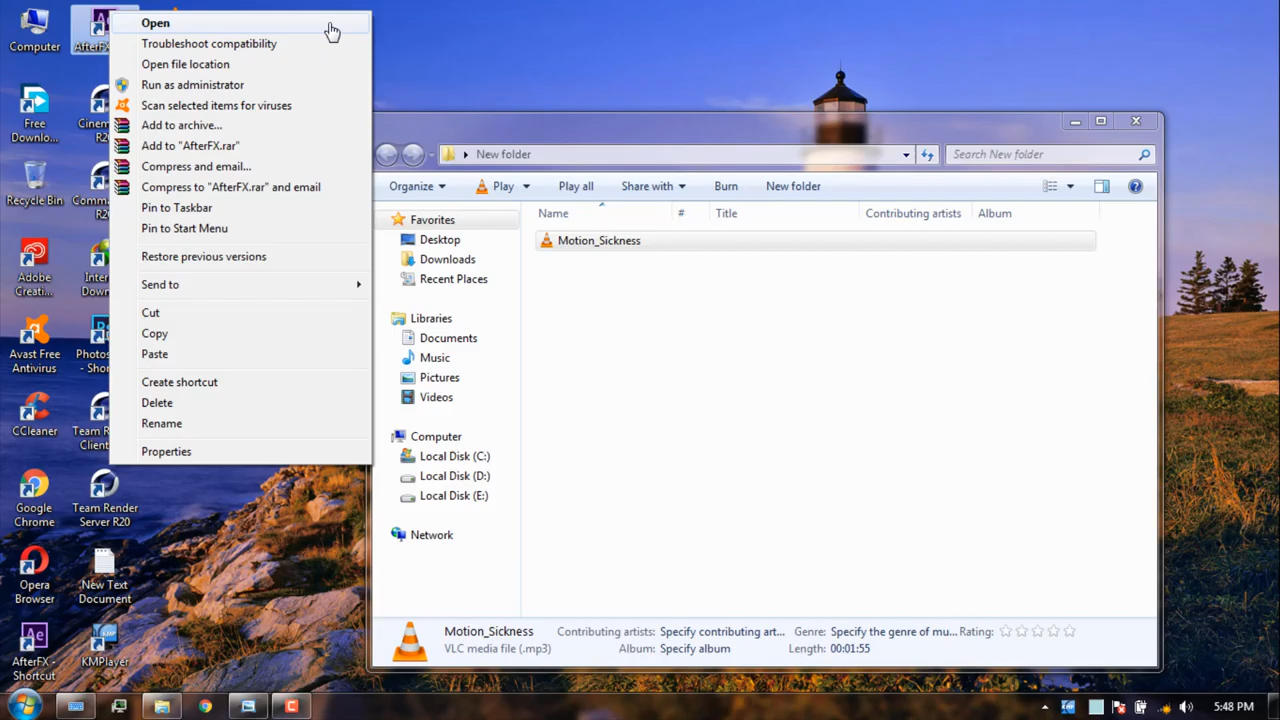 Computer
AfterFX
Free
Downlo...
Cinem
R20
Recycle Bin
Comma
R20
Adobe
Creati...
Inter
Down
Avast Free
Antivirus
Photos
- Shor
CCleaner
Team R
Client
Google
Chrome
Team Render
Server R20
Opera
Browser
New Text
Document
AfterFX -
Shortcut
KMPlayer
Open
Troubleshoot compatibility
Open file location
Run as administrator
Scan selected items for viruses
Add to archive...
Add to "AfterFX.rar"
Compress and email...
Compress to "AfterFX.rar" and email
Pin to Taskbar
Pin to Start Menu
Restore previous versions
Send to
Cut
Copy
Paste
Create shortcut
Delete
Rename
Properties
New folder
Search New folder
Organize
Play
Play all
Share with
Burn
New folder
Name
#
Title
Contributing artists
Album
Favorites
Desktop
Downloads
Recent Places
Libraries
Documents
Music
Pictures
Videos
Computer
Local Disk (C:)
Local Disk (D:)
Local Disk (E:)
Network
Motion_Sickness
Motion_Sickness Contributing artists: Specify contributing art... Genre: Specify the genre of mu... Rating:
VLC media file (.mp3) Album: Specify album Length: 00:01:55
5:48 PM